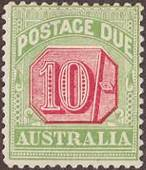 POSTAGE DUE
10/-
AUSTRALIA